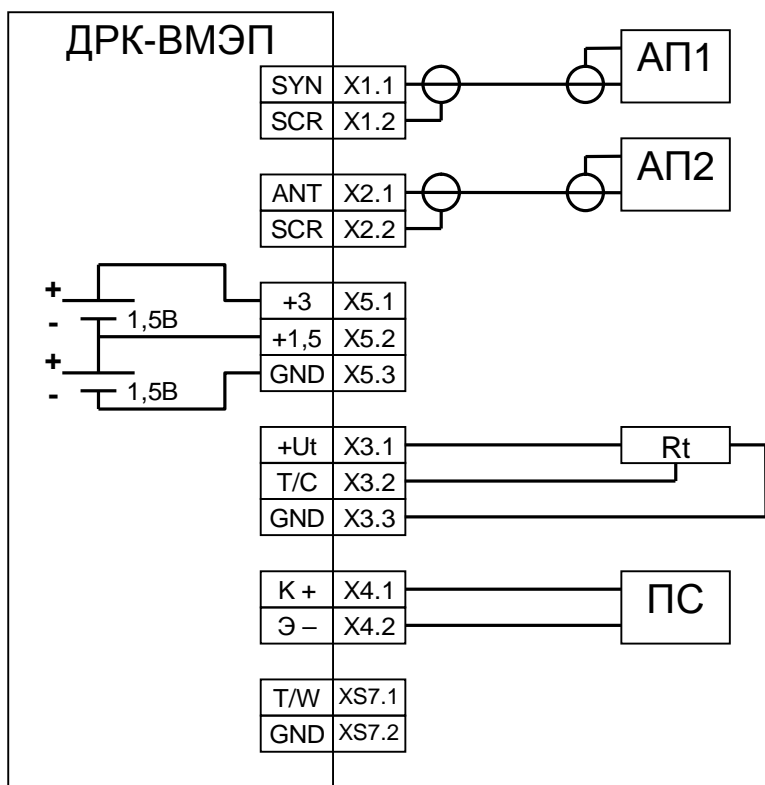 ДРК-ВМЭП
SYN X1.1
SCR X1.2
АП1
ANT X2.1
SCR X2.2
АП2
+
-
1,5В
+
-
1,5В
+3 X5.1
+1,5 X5.2
GND X5.3
+Ut X3.1
T/C X3.2
GND X3.3
Rt
К + X4.1
Э – X4.2
ПС
T/W XS7.1
GND XS7.2